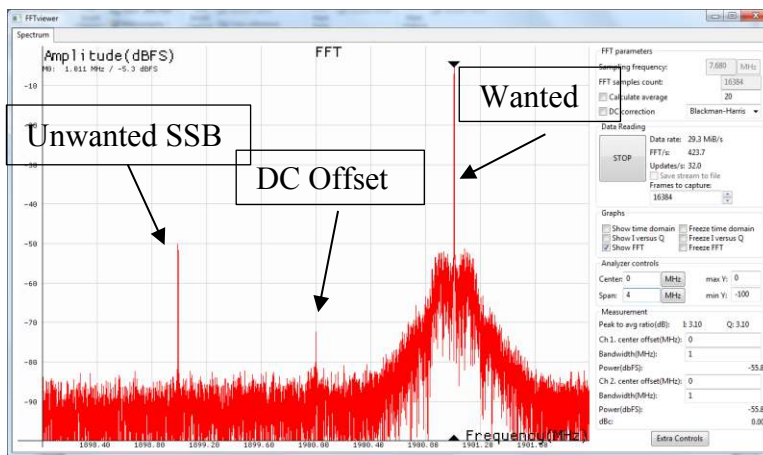 FFTviewer
Spectrum
Amplitude(dBFS)
FFT
M0: 1.011 MHz / -5.3 dBFS
-10
-30
-50
-60
-70
-80
-90
Unwanted SSB
DC Offset
Wanted
1898.40
1899.20
1899.60
1900.40
1900.80
1901.20
1901.60
Frequency(MHz)
FFT parameters
Sampling frequency: 7.680 MHz
FFT samples count: 16384
Calculate average 20
DC correction Blackman-Harris
Data Reading
STOP
Data rate: 29.3 MiB/s
FFT/s: 423.7
Updates/s: 32.0
Save stream to file
Frames to capture:
16384
Graphs
Show time domain Freeze time domain
Show I versus Q Freeze I versus Q
Show FFT Freeze FFT
Analyzer controls
Center: 0 MHz max Y: 0
Span: 4 MHz min Y: -100
Measurement
Peak to avg ratio(dB): I: 3.10 Q: 3.10
Ch 1. center offset(MHz): 0
Bandwidth(MHz): 1
Power(dbFS): -55.8
Ch 2. center offset(MHz): 0
Bandwidth(MHz): 1
Power(dbFS): -55.8
dBc: 0.00
Extra Controls